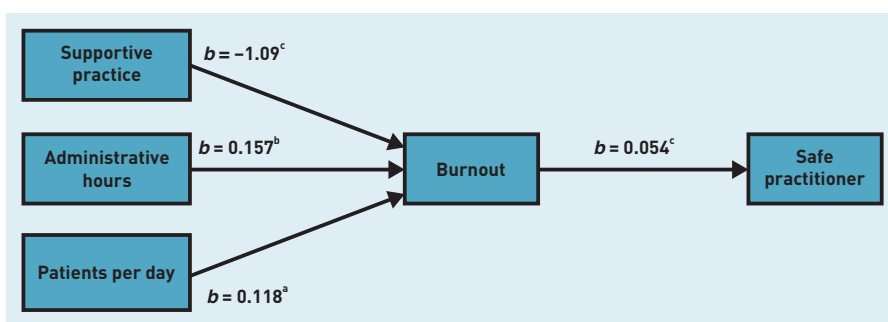 Supportive
practice
b = −1.09c
Administrative
hours
b = 0.157b
Burnout
b = 0.054c
Safe
practitioner
Patients per day
b = 0.118a